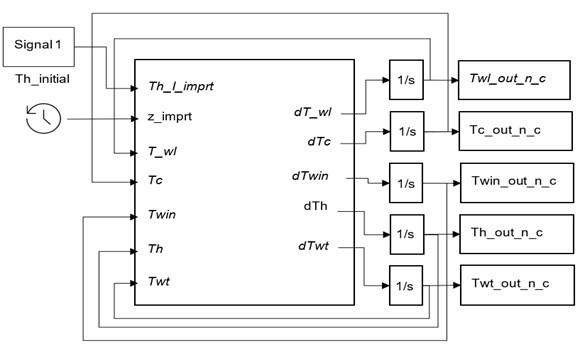 Signal 1
Th_initial
Th_I_imprt
z_imprt
T_wl
Tc
Twin
Th
Twt
dT_wl
dTc
dTwin
dTh
dTwt
1/s
1/s
1/s
1/s
1/s
Twl_out_n_c
Tc_out_n_c
Twin_out_n_c
Th_out_n_c
Twt_out_n_c